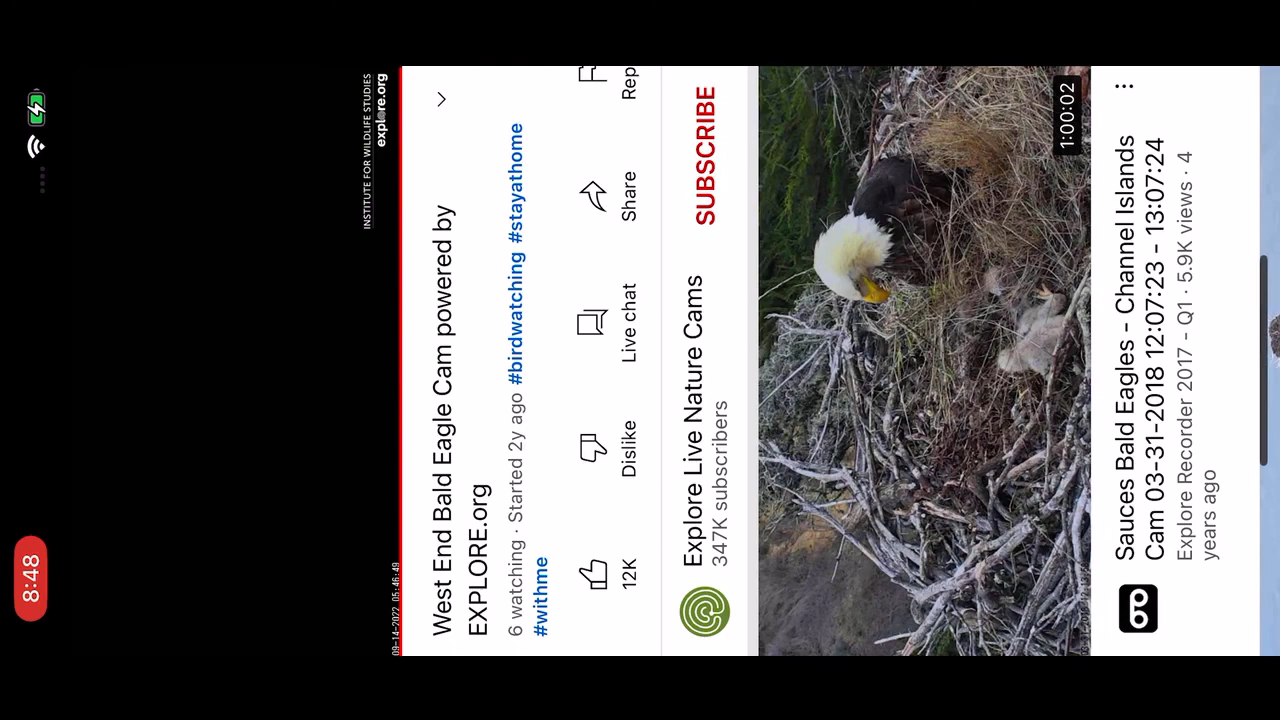 8:48
INSTITUTE FOR WILDLIFE STUDIES
explore.org
09-14-2022 05:46:49
West End Bald Eagle Cam powered by
EXPLORE.org
6 watching · Started 2y ago #birdwatching #stayathome
#withme
12K
Dislike
Live chat
Share
Rep
Explore Live Nature Cams
347K subscribers
SUBSCRIBE
1:00:02
Sauces Bald Eagles - Channel Islands
Cam 03-31-2018 12:07:23 - 13:07:24
Explore Recorder 2017 - Q1 · 5.9K views · 4
years ago